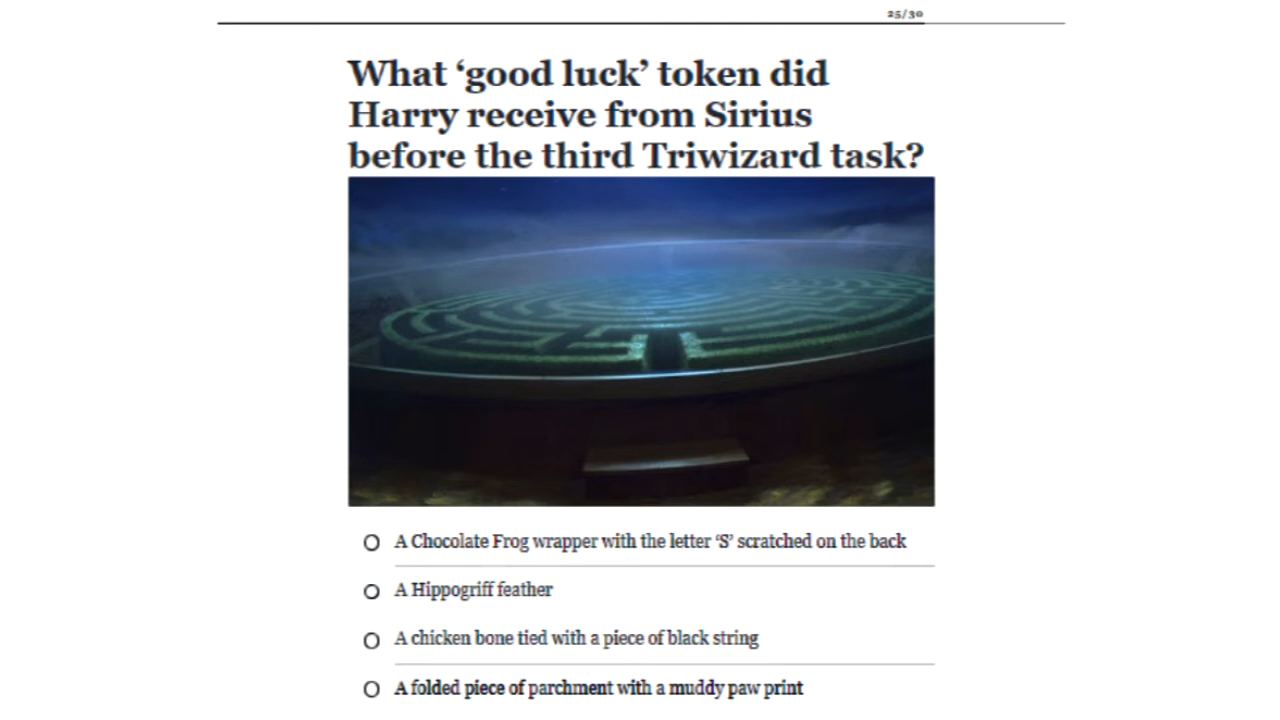 25/30
What ‘good luck’ token did
Harry receive from Sirius
before the third Triwizard task?
A Chocolate Frog wrapper with the letter ‘S’ scratched on the back
A Hippogriff feather
A chicken bone tied with a piece of black string
A folded piece of parchment with a muddy paw print